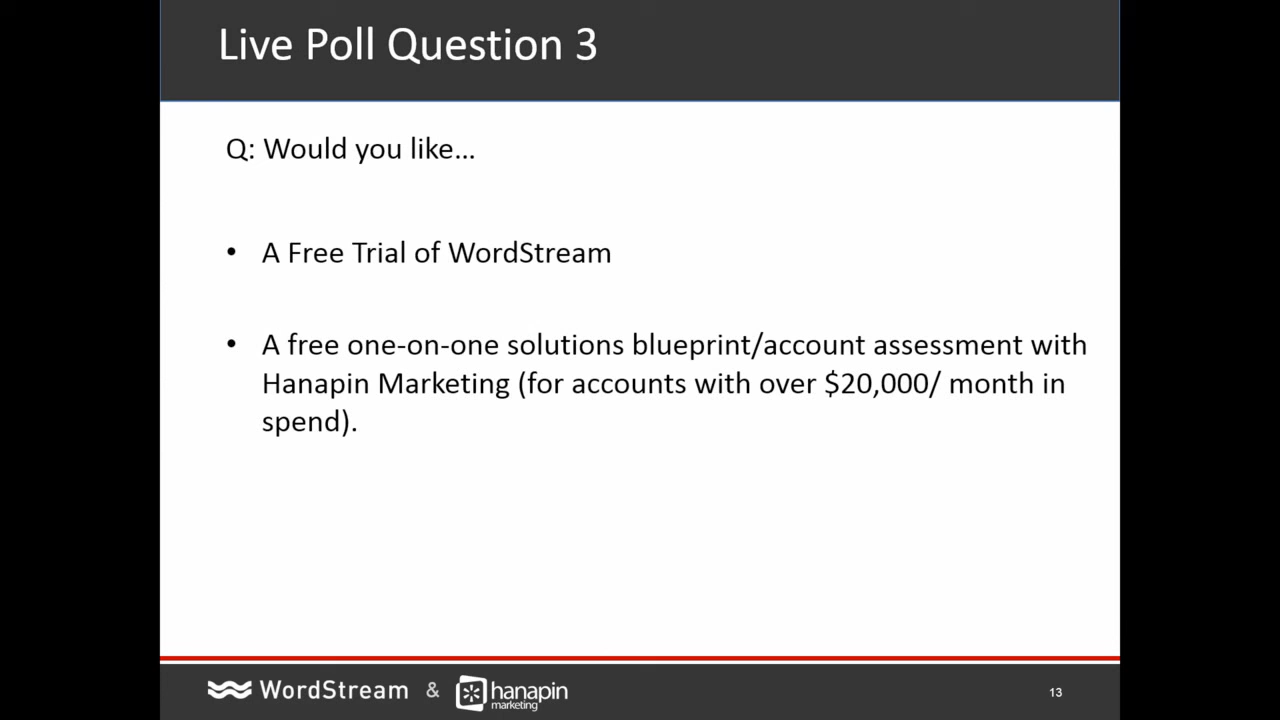 Live Poll Question 3
Q: Would you like…
• A Free Trial of WordStream
• A free one-on-one solutions blueprint/account assessment with
Hanapin Marketing (for accounts with over $20,000/ month in
spend).
WordStream & hanapin
marketing
13